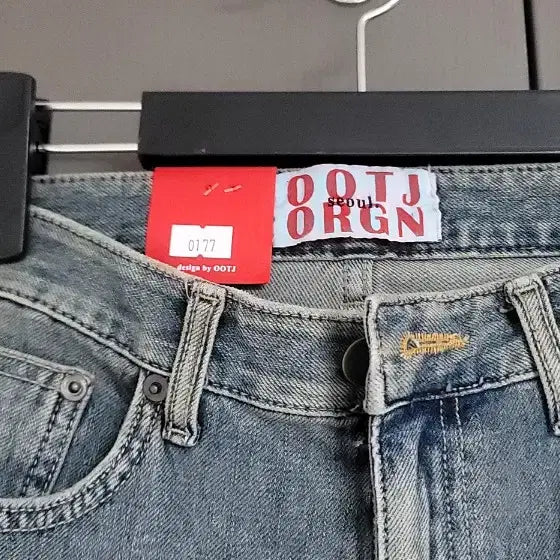 OOTJ
seoul.
ORGN
0177
design by OOTJ